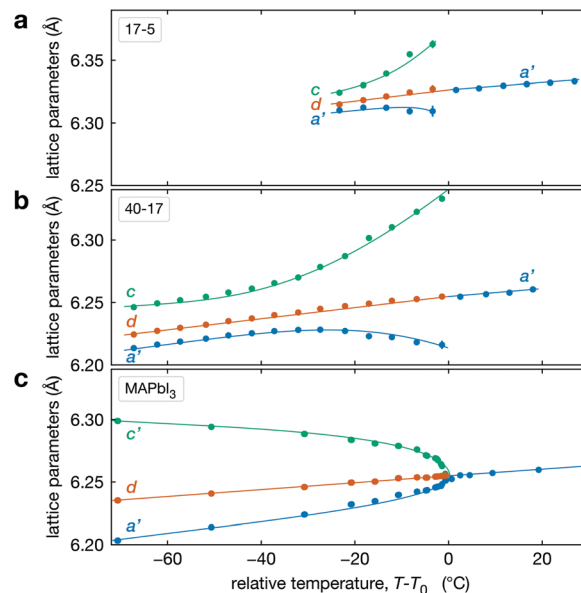 a
17-5
lattice parameters (Å)
6.35
6.30
6.25
c
d
a'
a'
b
40-17
lattice parameters (Å)
6.30
6.25
6.20
c
d
a'
a'
c
MAPbI₃
lattice parameters (Å)
6.30
6.25
6.20
c'
d
a'
−60 −40 −20 0 20
relative temperature, T-T₀ (°C)